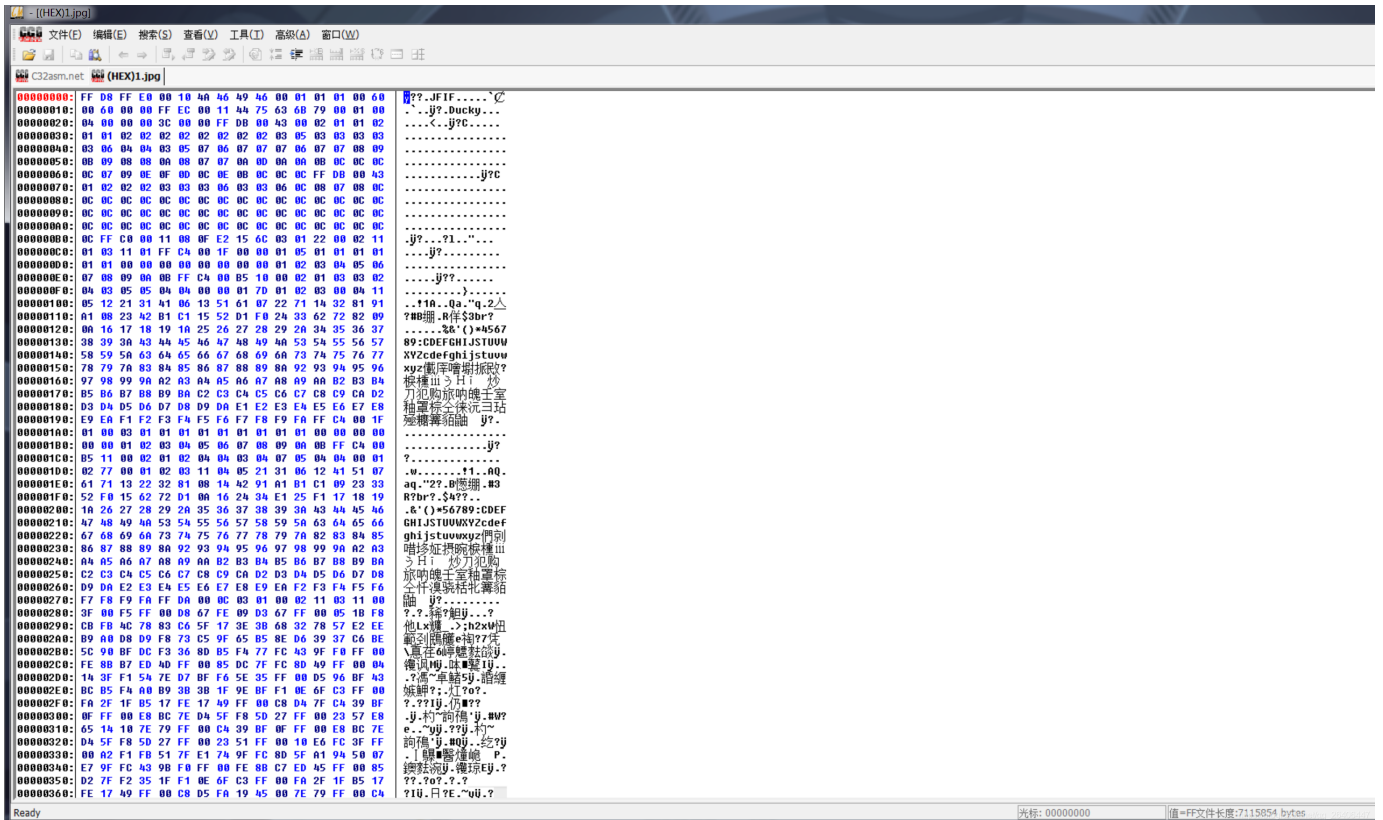 - [(HEX)1.jpg]
文件(F) 编辑(E) 搜索(S) 查看(V) 工具(T) 高级(A) 窗口(W)
C32asm.net (HEX)1.jpg
00000000: FF D8 FF E0 00 10 4A 46 49 46 00 01 01 01 00 60 ÿ??.JFIF.....`
00000010: 00 60 00 00 FF EC 00 11 44 75 63 6B 79 00 01 00 .`..ÿ?.Ducky...
00000020: 04 00 00 00 3C 00 00 FF DB 00 43 00 02 01 01 02 ....<..ÿ?C.....
00000030: 01 01 02 02 02 02 02 02 02 02 03 05 03 03 03 03 ................
00000040: 03 06 04 04 03 05 07 06 07 07 07 06 07 07 08 09 ................
00000050: 0B 09 08 08 0A 08 07 07 0A 0D 0A 0A 0B 0C 0C 0C ................
00000060: 0C 07 09 0E 0F 0D 0C 0E 0B 0C 0C 0C FF DB 00 43 ............ÿ?C
00000070: 01 02 02 02 03 03 03 06 03 03 06 0C 08 07 08 0C ................
00000080: 0C 0C 0C 0C 0C 0C 0C 0C 0C 0C 0C 0C 0C 0C 0C 0C ................
00000090: 0C 0C 0C 0C 0C 0C 0C 0C 0C 0C 0C 0C 0C 0C 0C 0C ................
000000A0: 0C 0C 0C 0C 0C 0C 0C 0C 0C 0C 0C 0C 0C 0C 0C 0C ................
000000B0: 0C FF C0 00 11 08 0F E2 15 6C 03 01 22 00 02 11 .ÿ?...?l.."...
000000C0: 01 03 11 01 FF C4 00 1F 00 00 01 05 01 01 01 01 ....ÿ?.........
000000D0: 01 01 00 00 00 00 00 00 00 00 01 02 03 04 05 06 ................
000000E0: 07 08 09 0A 0B FF C4 00 B5 10 00 02 01 03 03 02 .....ÿ??......
000000F0: 04 03 05 05 04 04 00 00 01 7D 01 02 03 00 04 11 .........}......
00000100: 05 12 21 31 41 06 13 51 61 07 22 71 14 32 81 91 ..!1A..Qa."q.2
00000110: A1 08 23 42 B1 C1 15 52 D1 F0 24 33 62 72 82 09 ?#B绷.R佯$3br?
00000120: 0A 16 17 18 19 1A 25 26 27 28 29 2A 34 35 36 37 ......%&'()*4567
00000130: 38 39 3A 43 44 45 46 47 48 49 4A 53 54 55 56 57 89:CDEFGHIJSTUVW
00000140: 58 59 5A 63 64 65 66 67 68 69 6A 73 74 75 76 77 XYZcdefghijstuvw
00000150: 78 79 7A 83 84 85 86 87 88 89 8A 92 93 94 95 96 xyz
00000160: 97 98 99 9A A2 A3 A4 A5 A6 A7 A8 A9 AA B2 B3 B4
00000170: B5 B6 B7 B8 B9 BA C2 C3 C4 C5 C6 C7 C8 C9 CA D2 刀犯购旅呐魄壬室
00000180: D3 D4 D5 D6 D7 D8 D9 DA E1 E2 E3 E4 E5 E6 E7 E8
00000190: E9 EA F1 F2 F3 F4 F5 F6 F7 F8 F9 FA FF C4 00 1F
000001A0: 01 00 03 01 01 01 01 01 01 01 01 01 00 00 00 00 ................
000001B0: 00 00 01 02 03 04 05 06 07 08 09 0A 0B FF C4 00 .............ÿ?
000001C0: B5 11 00 02 01 02 04 04 03 04 07 05 04 04 00 01 ?..............
000001D0: 02 77 00 01 02 03 11 04 05 21 31 06 12 41 51 07 .w.......!1..AQ.
000001E0: 61 71 13 22 32 81 08 14 42 91 A1 B1 C1 09 23 33 aq."2?.B
000001F0: 52 F0 15 62 72 D1 0A 16 24 34 E1 25 F1 17 18 19 R?br?.$4??..
00000200: 1A 26 27 28 29 2A 35 36 37 38 39 3A 43 44 45 46 .&'()*56789:CDEF
00000210: 47 48 49 4A 53 54 55 56 57 58 59 5A 63 64 65 66 GHIJSTUVWXYZcdef
00000220: 67 68 69 6A 73 74 75 76 77 78 79 7A 82 83 84 85 ghijstuvwxyz
00000230: 86 87 88 89 8A 92 93 94 95 96 97 98 99 9A A2 A3
00000240: A4 A5 A6 A7 A8 A9 AA B2 B3 B4 B5 B6 B7 B8 B9 BA
00000250: C2 C3 C4 C5 C6 C7 C8 C9 CA D2 D3 D4 D5 D6 D7 D8 旅呐魄壬室
00000260: D9 DA E2 E3 E4 E5 E6 E7 E8 E9 EA F2 F3 F4 F5 F6
00000270: F7 F8 F9 FA FF DA 00 0C 03 01 00 02 11 03 11 00
00000280: 3F 00 F5 FF 00 D8 67 FE 09 D3 67 FF 00 05 1B F8
00000290: CB FB 4C 78 83 C6 5F 17 3E 3B 68 32 78 57 E2 EE
000002A0: B9 A0 D8 D9 F8 73 C5 9F 65 B5 8E D6 39 37 C6 BE
000002B0: 5C 90 BF DC F3 36 8D B5 F4 77 FC 43 9F F0 FF 00
000002C0: FE 8B B7 ED 4D FF 00 85 DC 7F FC 8D 49 FF 00 04
000002D0: 14 3F F1 54 7E D7 BF F6 5E 35 FF 00 D5 96 BF 43
000002E0: BC B5 F4 A0 B9 3B 3B 1F 9E BF F1 0E 6F C3 FF 00
000002F0: FA 2F 1F B5 17 FE 17 49 FF 00 C8 D4 7F C4 39 BF
00000300: 0F FF 00 E8 BC 7E D4 5F F8 5D 27 FF 00 23 57 E8
00000310: 65 14 10 7E 79 FF 00 C4 39 BF 0F FF 00 E8 BC 7E
00000320: D4 5F F8 5D 27 FF 00 23 51 FF 00 10 E6 FC 3F FF
00000330: 00 A2 F1 FB 51 7F E1 74 9F FC 8D 5F A1 94 50 07
00000340: E7 9F FC 43 9B F0 FF 00 FE 8B C7 ED 45 FF 00 85
00000350: D2 7F F2 35 1F F1 0E 6F C3 FF 00 FA 2F 1F B5 17 ??.?o?.?.?
00000360: FE 17 49 FF 00 C8 D5 FA 19 45 00 7E 79 FF 00 C4
Ready 光标: 00000000 值=FF文件长度:7115854 bytes